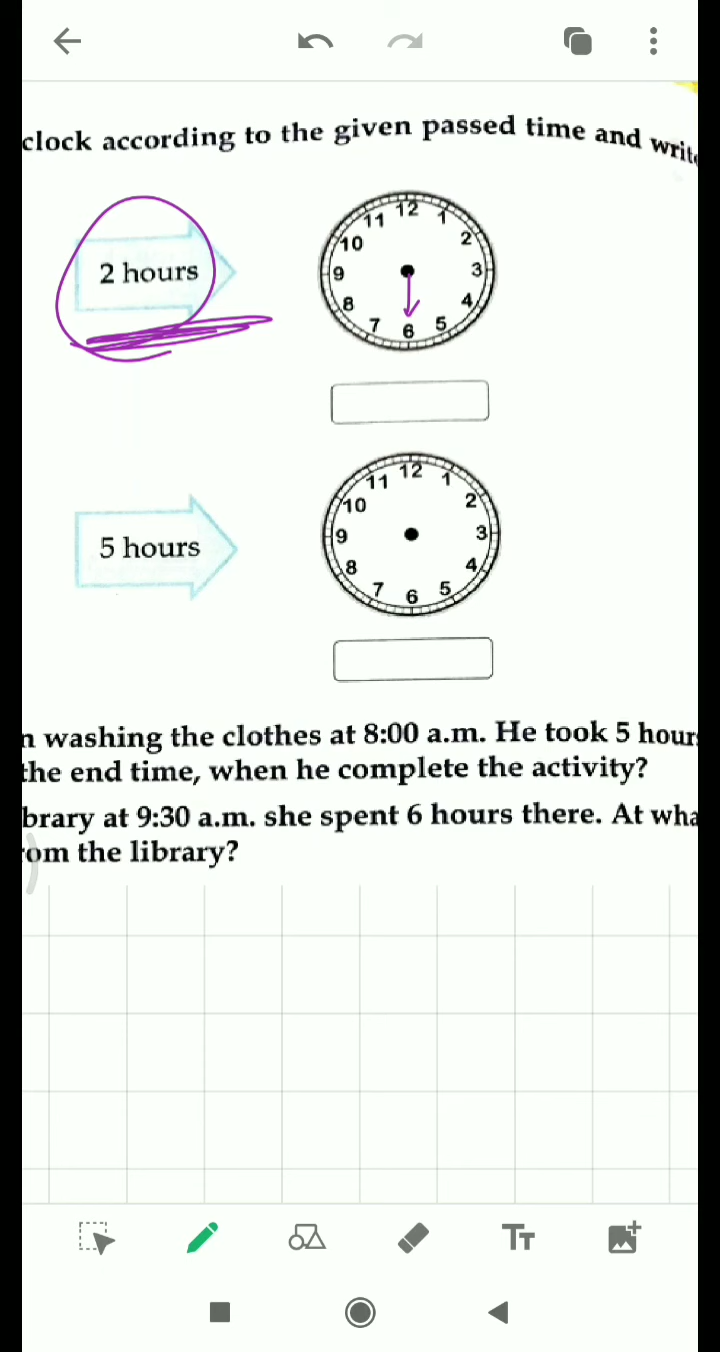 clock according to the given passed time and write
2 hours
12
11 1
10 2
9 3
8 4
7 6 5
5 hours
12
11 1
10 2
9 3
8 4
7 6 5
n washing the clothes at 8:00 a.m. He took 5 hours
the end time, when he complete the activity?
brary at 9:30 a.m. she spent 6 hours there. At wha
om the library?
TT